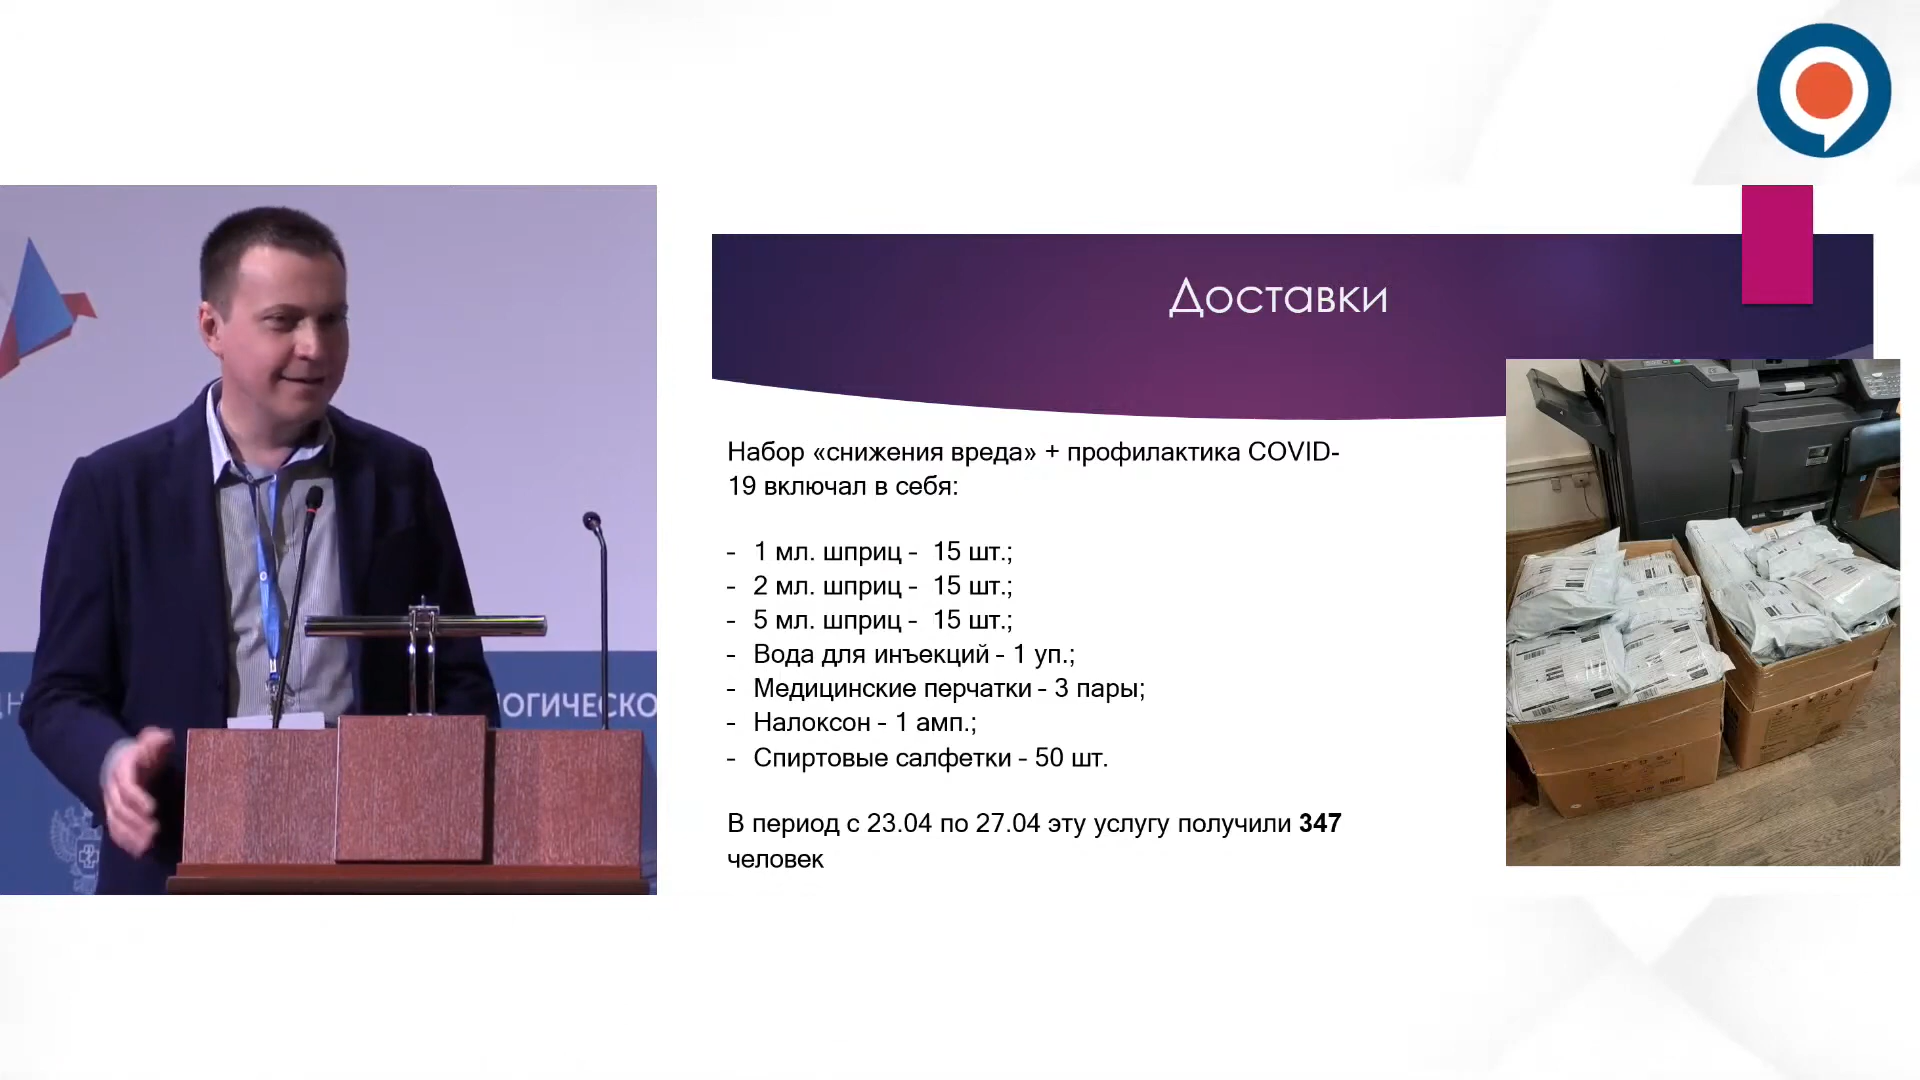 Доставки
Набор «снижения вреда» + профилактика COVID-
19 включал в себя:
- 1 мл. шприц - 15 шт.;
- 2 мл. шприц - 15 шт.;
- 5 мл. шприц - 15 шт.;
- Вода для инъекций - 1 уп.;
- Медицинские перчатки - 3 пары;
- Налоксон - 1 амп.;
- Спиртовые салфетки - 50 шт.
В период с 23.04 по 27.04 эту услугу получили 347
человек
ОГИЧЕСКО